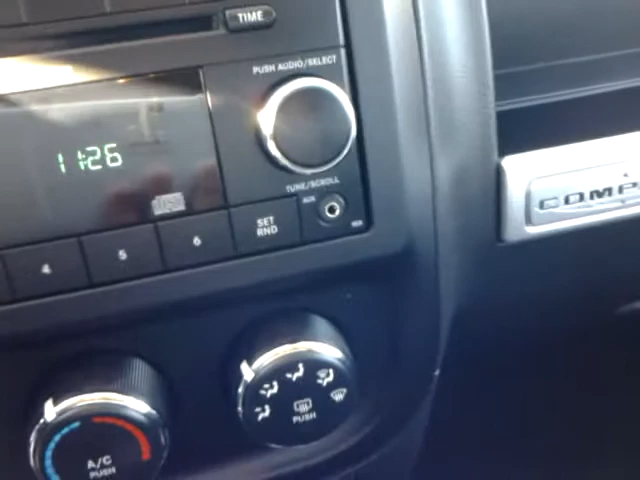 TIME
PUSH AUDIO/SELECT
11:26
TUNE/SCROLL
AUX
4
5
6
SET
RND
PUSH
A/C
PUSH
COMP